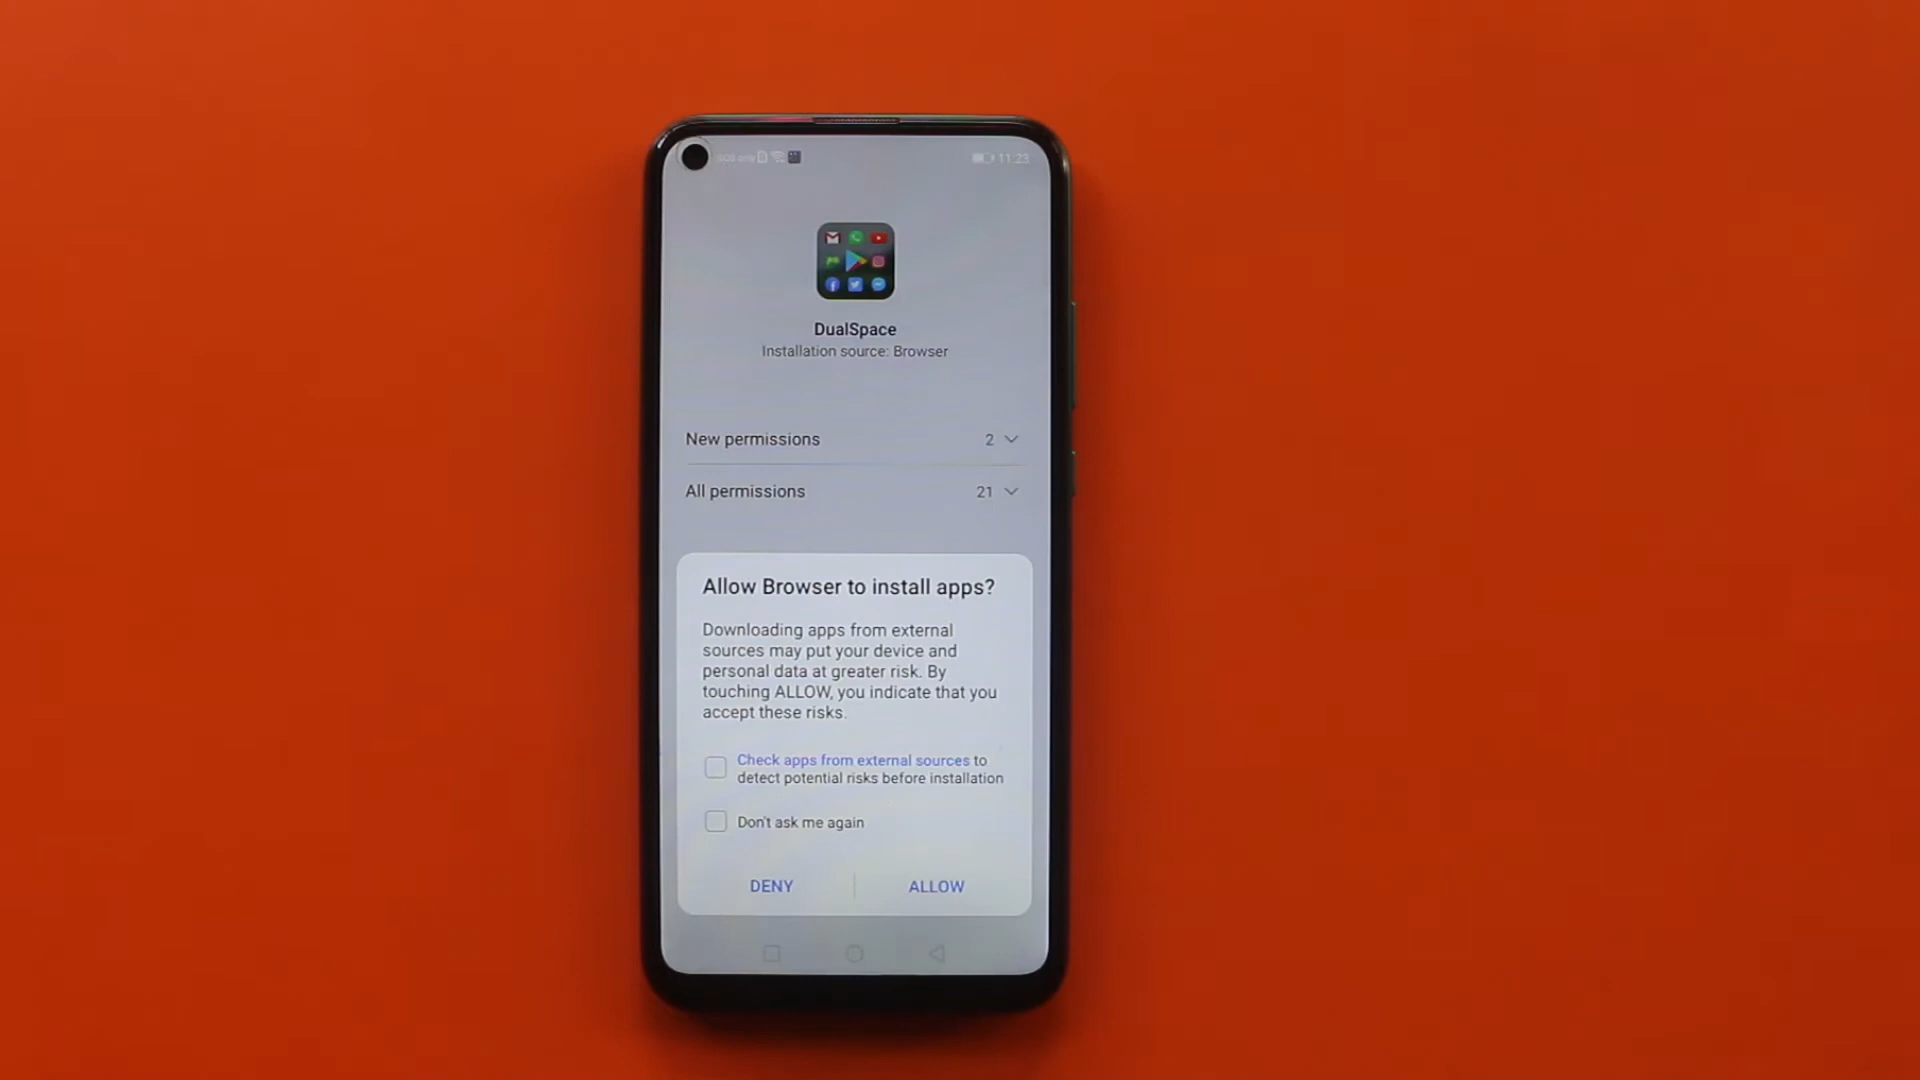 11:23
DualSpace
Installation source: Browser
New permissions 2
All permissions 21
Allow Browser to install apps?
Downloading apps from external
sources may put your device and
personal data at greater risk. By
touching ALLOW, you indicate that you
accept these risks.
Check apps from external sources to
detect potential risks before installation
Don't ask me again
DENY ALLOW